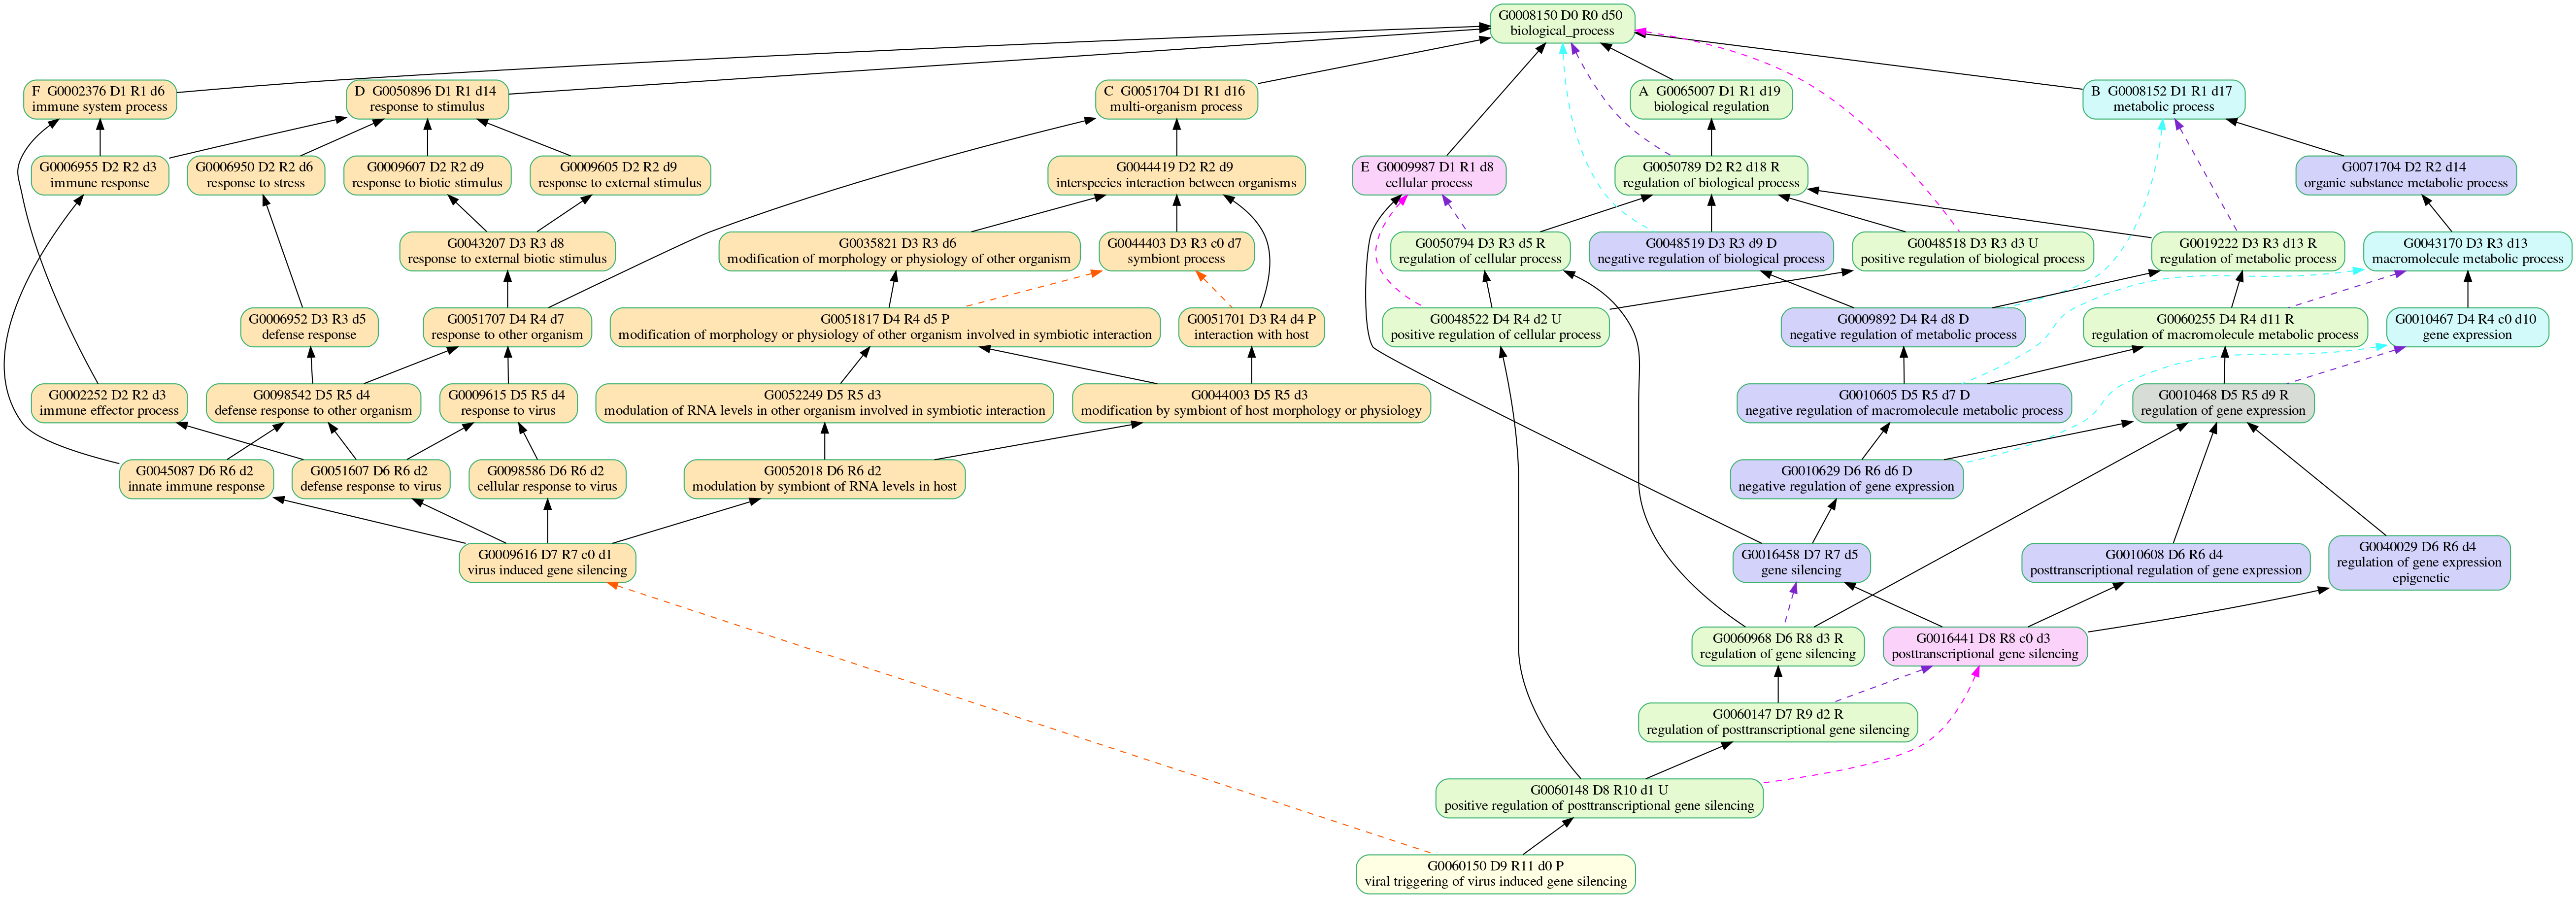 G0008150 D0 R0 d50
biological_process
F G0002376 D1 R1 d6
immune system process
D G0050896 D1 R1 d14
response to stimulus
C G0051704 D1 R1 d16
multi-organism process
A G0065007 D1 R1 d19
biological regulation
B G0008152 D1 R1 d17
metabolic process
G0006955 D2 R2 d3
immune response
G0006950 D2 R2 d6
response to stress
G0009607 D2 R2 d9
response to biotic stimulus
G0009605 D2 R2 d9
response to external stimulus
G0044419 D2 R2 d9
interspecies interaction between organisms
E G0009987 D1 R1 d8
cellular process
G0050789 D2 R2 d18 R
regulation of biological process
G0071704 D2 R2 d14
organic substance metabolic process
G0043207 D3 R3 d8
response to external biotic stimulus
G0035821 D3 R3 d6
modification of morphology or physiology of other organism
G0044403 D3 R3 c0 d7
symbiont process
G0050794 D3 R3 d5 R
regulation of cellular process
G0048519 D3 R3 d9 D
negative regulation of biological process
G0048518 D3 R3 d3 U
positive regulation of biological process
G0019222 D3 R3 d13 R
regulation of metabolic process
G0043170 D3 R3 d13
macromolecule metabolic process
G0006952 D3 R3 d5
defense response
G0051707 D4 R4 d7
response to other organism
G0051817 D4 R4 d5 P
modification of morphology or physiology of other organism involved in symbiotic interaction
G0051701 D3 R4 d4 P
interaction with host
G0048522 D4 R4 d2 U
positive regulation of cellular process
G0009892 D4 R4 d8 D
negative regulation of metabolic process
G0060255 D4 R4 d11 R
regulation of macromolecule metabolic process
G0010467 D4 R4 c0 d10
gene expression
G0002252 D2 R2 d3
immune effector process
G0098542 D5 R5 d4
defense response to other organism
G0009615 D5 R5 d4
response to virus
G0052249 D5 R5 d3
modulation of RNA levels in other organism involved in symbiotic interaction
G0044003 D5 R5 d3
modification by symbiont of host morphology or physiology
G0010605 D5 R5 d7 D
negative regulation of macromolecule metabolic process
G0010468 D5 R5 d9 R
regulation of gene expression
G0045087 D6 R6 d2
innate immune response
G0051607 D6 R6 d2
defense response to virus
G0098586 D6 R6 d2
cellular response to virus
G0052018 D6 R6 d2
modulation by symbiont of RNA levels in host
G0010629 D6 R6 d6 D
negative regulation of gene expression
G0009616 D7 R7 c0 d1
virus induced gene silencing
G0016458 D7 R7 d5
gene silencing
G0010608 D6 R6 d4
posttranscriptional regulation of gene expression
G0040029 D6 R6 d4
regulation of gene expression
epigenetic
G0060968 D6 R8 d3 R
regulation of gene silencing
G0016441 D8 R8 c0 d3
posttranscriptional gene silencing
G0060147 D7 R9 d2 R
regulation of posttranscriptional gene silencing
G0060148 D8 R10 d1 U
positive regulation of posttranscriptional gene silencing
G0060150 D9 R11 d0 P
viral triggering of virus induced gene silencing